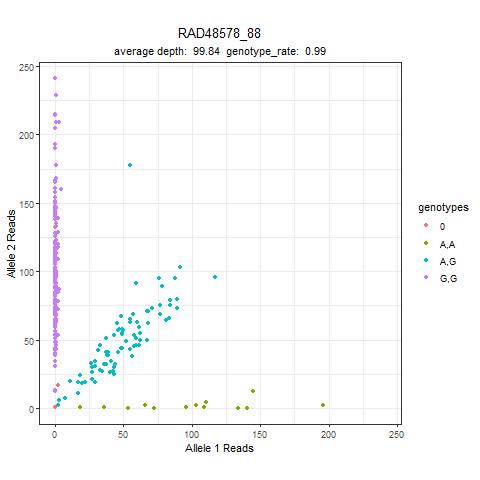 RAD48578_88
average depth: 99.84 genotype_rate: 0.99
250
200
150
100
50
0
Allele 2 Reads
0 50 100 150 200 250
Allele 1 Reads
genotypes
0
A,A
A,G
G,G